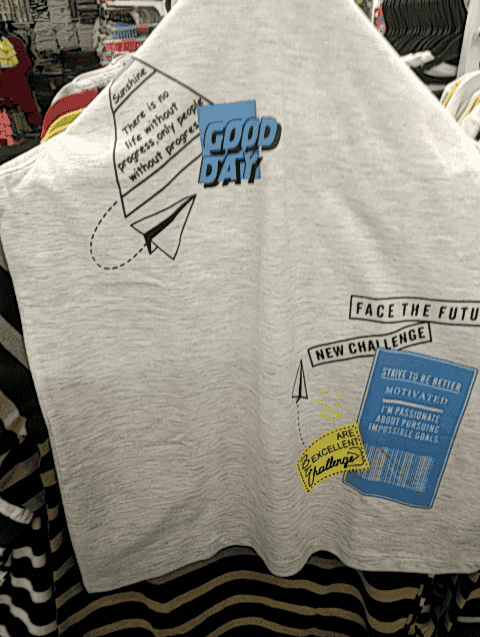 Sunshine
There is no
life without
progress,only people
without progress
GOOD
DAY
FACE THE FUTU
NEW CHALLENGE
STRIVE TO BE BETTER
MOTIVATED
I'M PASSIONATE
ABOUT PURSUING
IMPOSSIBLE GOALS
ARE
EXCELLENT
Challenge